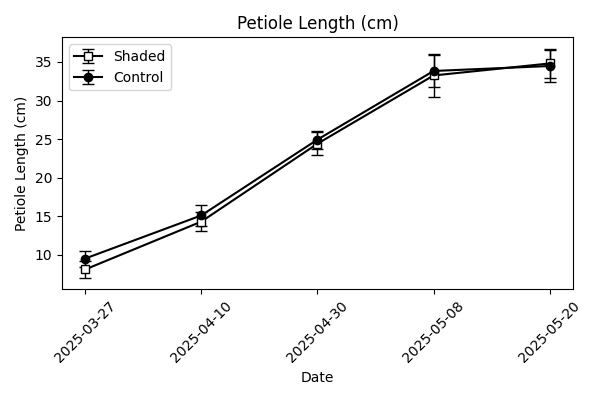 Petiole Length (cm)
Shaded
Control
Petiole Length (cm)
35
30
25
20
15
10
2025-03-27
2025-04-10
2025-04-30
2025-05-08
2025-05-20
Date